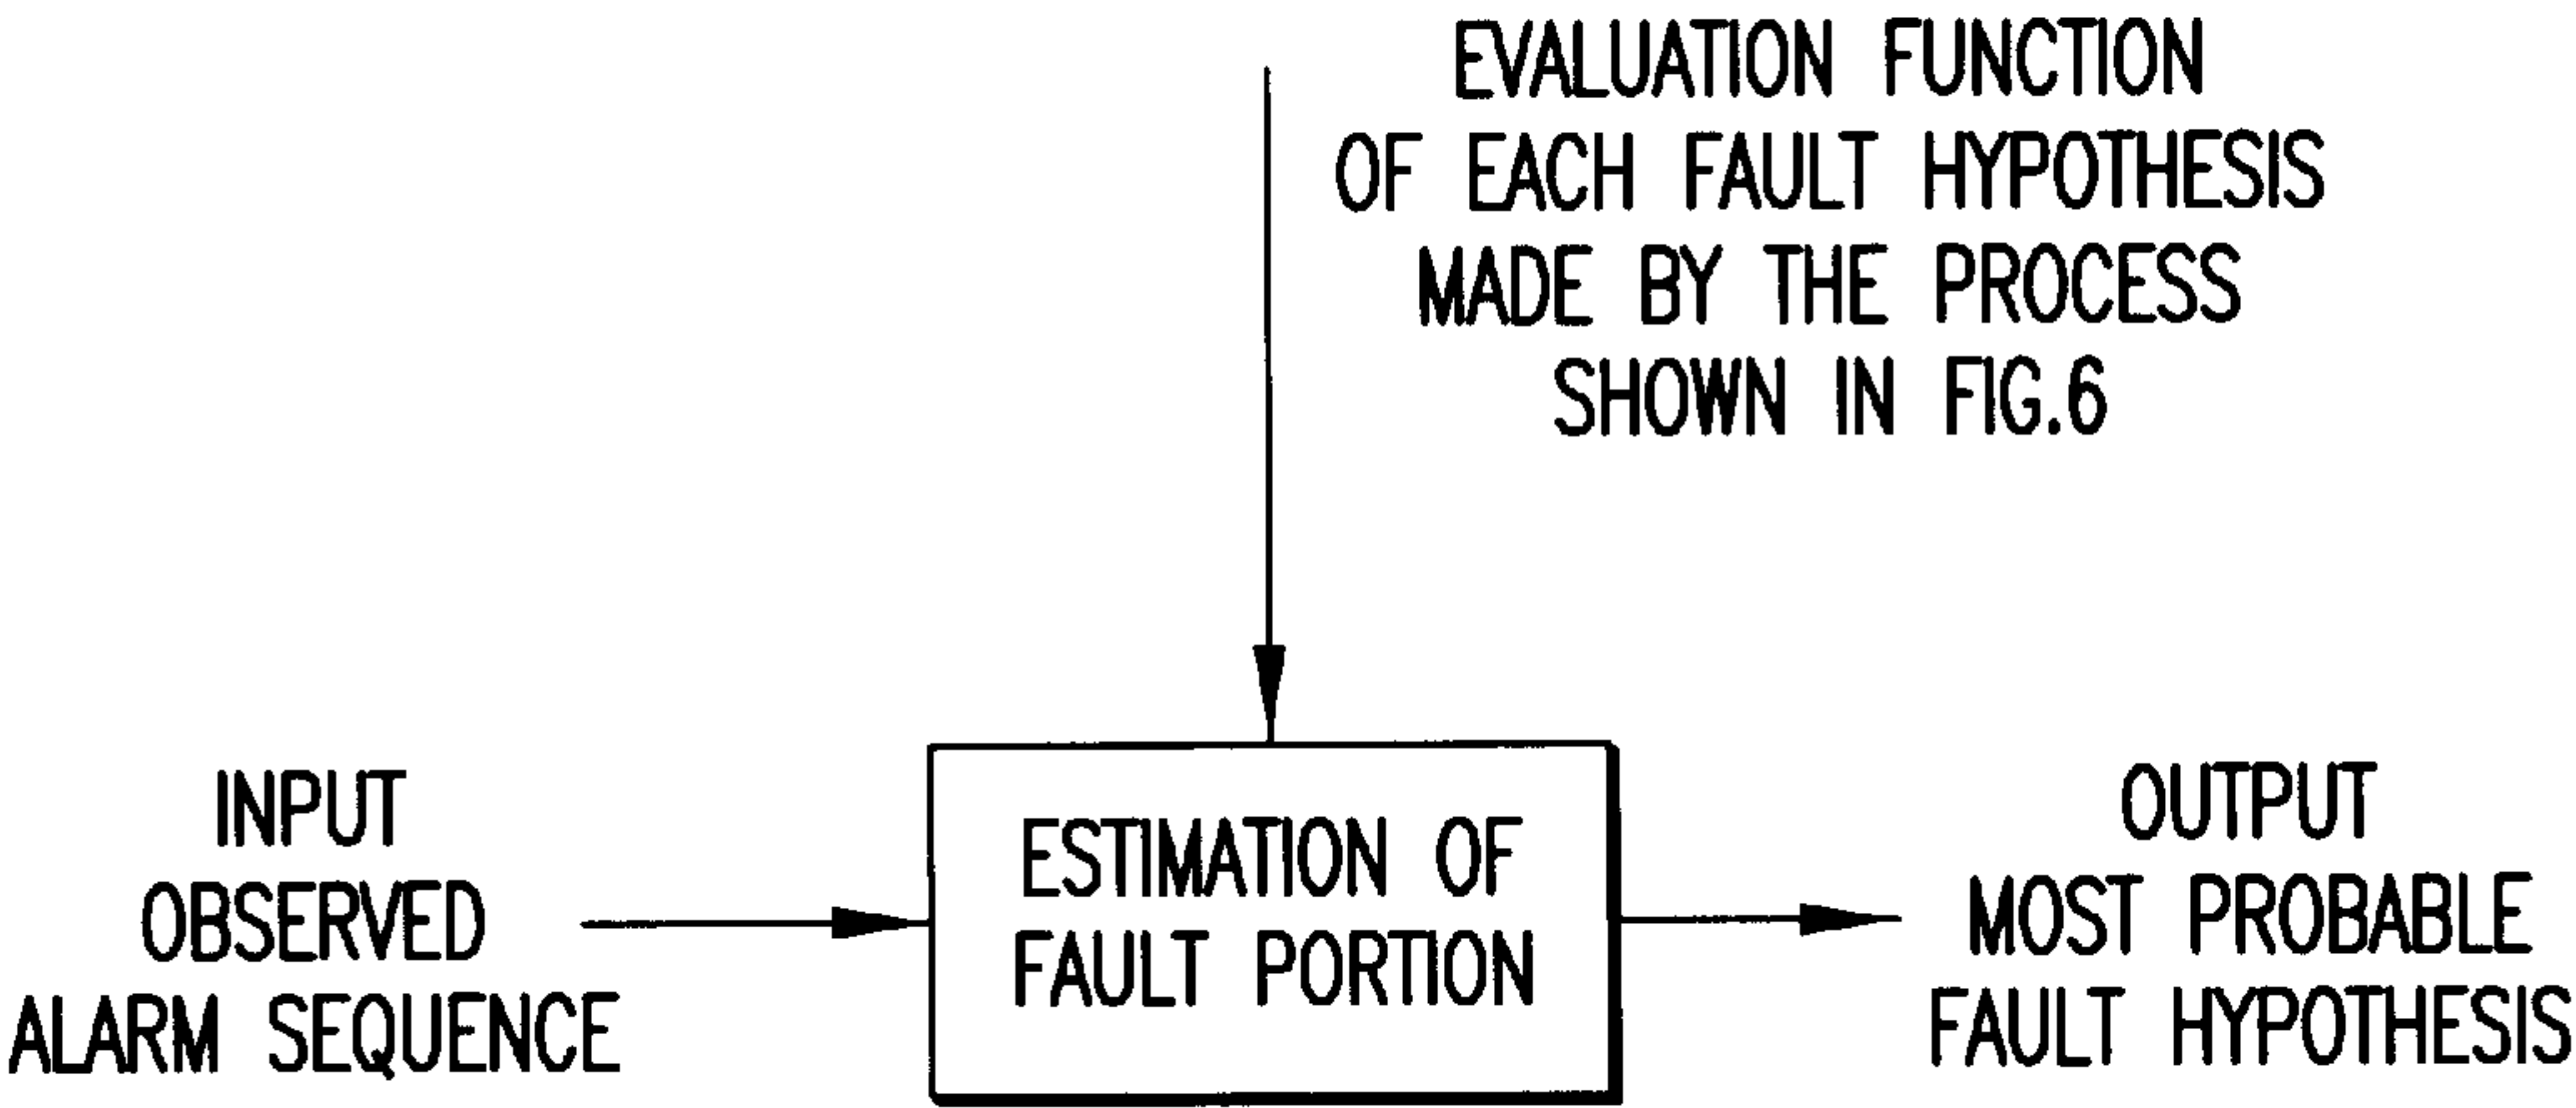 EVALUATION FUNCTION
OF EACH FAULT HYPOTHESIS
MADE BY THE PROCESS
SHOWN IN FIG.6
INPUT
OBSERVED
ALARM SEQUENCE
ESTIMATION OF
FAULT PORTION
OUTPUT
MOST PROBABLE
FAULT HYPOTHESIS